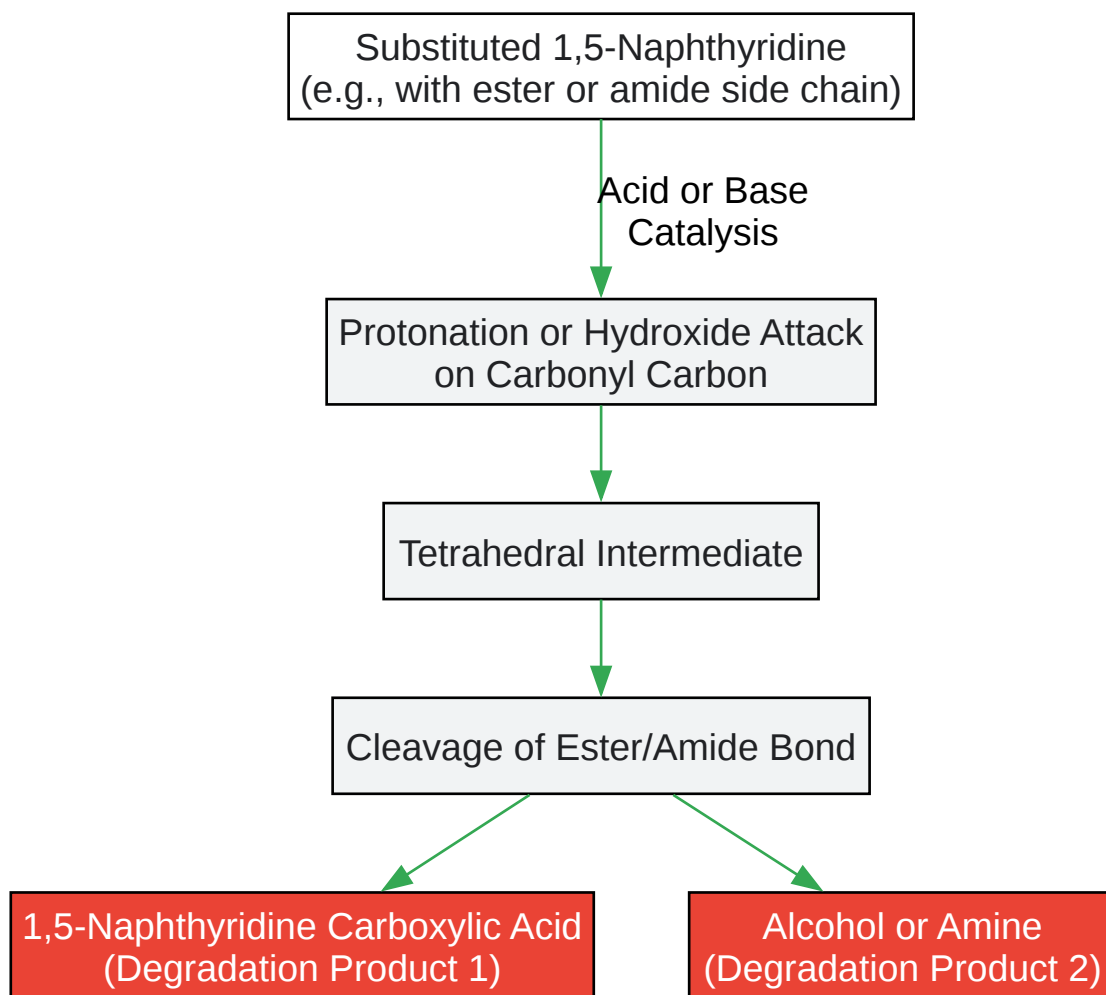 Substituted 1,5-Naphthyridine
(e.g., with ester or amide side chain)
Acid or Base
Catalysis
Protonation or Hydroxide Attack
on Carbonyl Carbon
Tetrahedral Intermediate
Cleavage of Ester/Amide Bond
1,5-Naphthyridine Carboxylic Acid
(Degradation Product 1)
Alcohol or Amine
(Degradation Product 2)